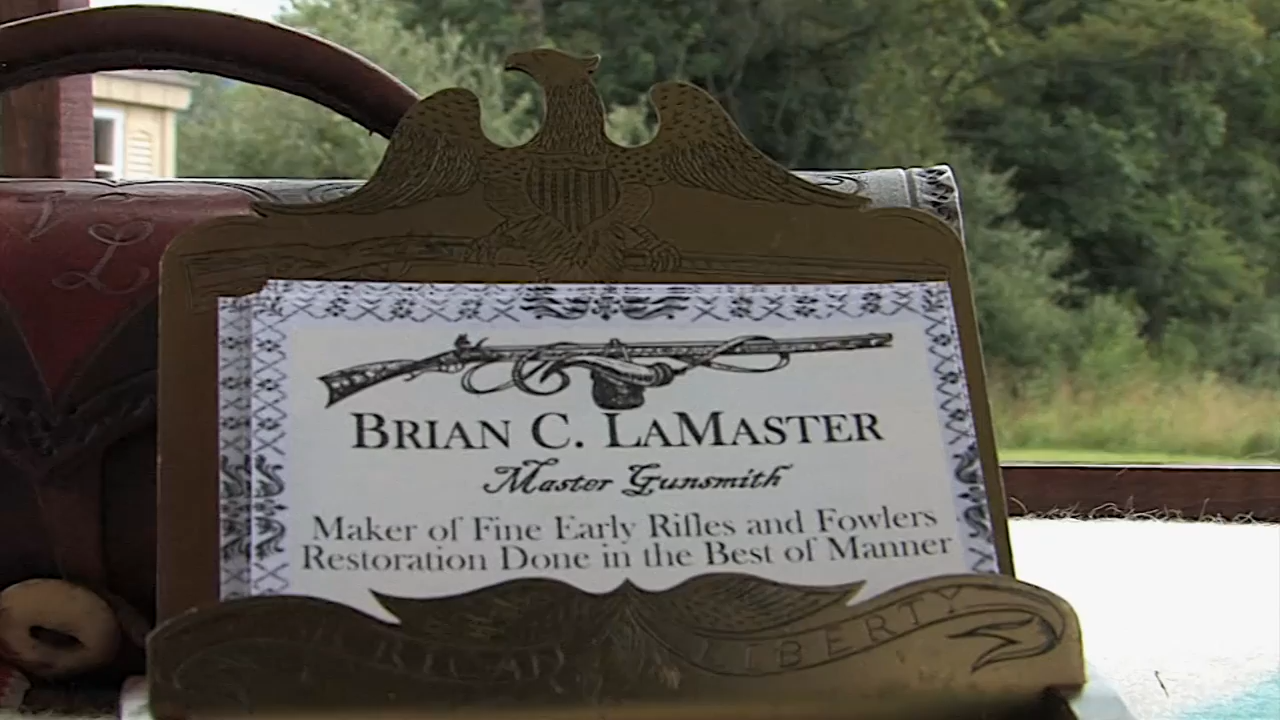 L
BRIAN C. LAMASTER
Master Gunsmith
Maker of Fine Early Rifles and Fowlers
Restoration Done in the Best of Manner
LIBERTY